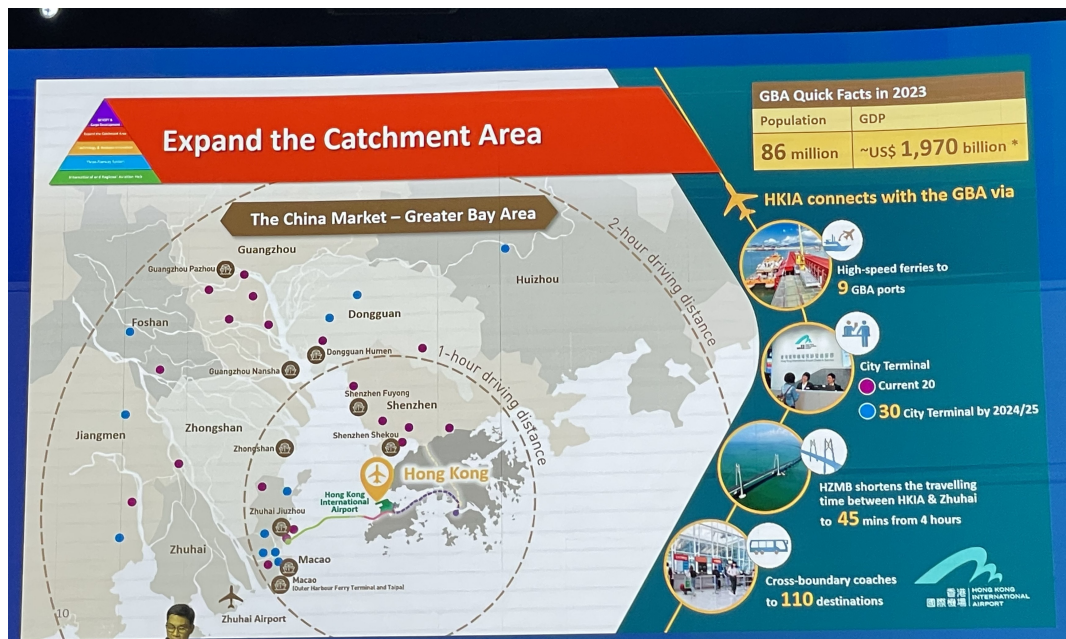 Expand the Catchment Area
The China Market – Greater Bay Area
GBA Quick Facts in 2023
Population
GDP
86 million
~US$ 1,970 billion *
HKIA connects with the GBA via
High-speed ferries to
9 GBA ports
City Terminal
Current 20
30 City Terminal by 2024/25
HZMB shortens the travelling
time between HKIA & Zhuhai
to 45 mins from 4 hours
Cross-boundary coaches
to 110 destinations
香港
國際機場
HONG KONG
INTERNATIONAL
AIRPORT
2-hour driving distance
1-hour driving distance
Guangzhou
Guangzhou Pazhou
Huizhou
Foshan
Dongguan
Dongguan Humen
Guangzhou Nansha
Shenzhen Fuyong
Shenzhen
Jiangmen
Zhongshan
Shenzhen Shekou
Zhongshan
Hong Kong
Hong Kong
International
Airport
Zhuhai Jiuzhou
Zhuhai
Macao
Macao
(Outer Harbour Ferry Terminal and Taipa)
Zhuhai Airport
10